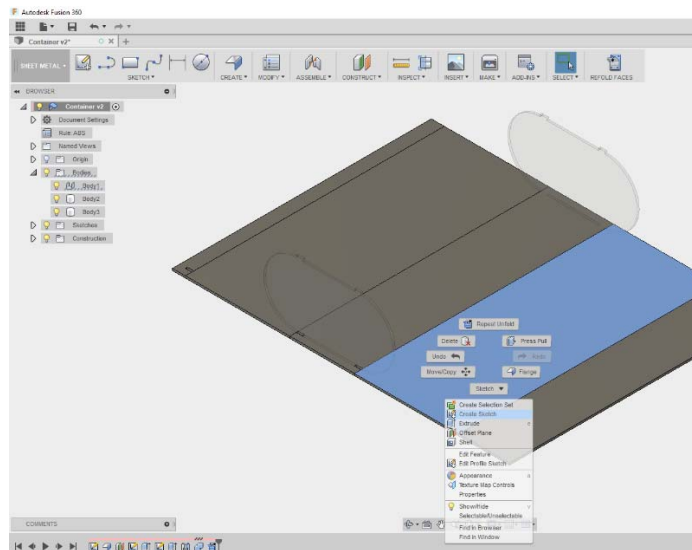 Autodesk Fusion 360
Container v2*
SHEET METAL
SKETCH
CREATE
MODIFY
ASSEMBLE
CONSTRUCT
INSPECT
INSERT
MAKE
ADD-INS
SELECT
REFOLD FACES
BROWSER
Container v2
Document Settings
Rule: ABS
Named Views
Origin
Bodies
Body1
Body2
Body3
Sketches
Construction
Repeat Unfold
Delete
Press Pull
Undo
Redo
Move/Copy
Flange
Sketch
Create Selection Set
Create Sketch
Extrude
Offset Plane
Shell
Edit Feature
Edit Profile Sketch
Appearance
Texture Map Controls
Properties
Show/Hide
Selectable/Unselectable
Find in Browser
Find in Window
COMMENTS